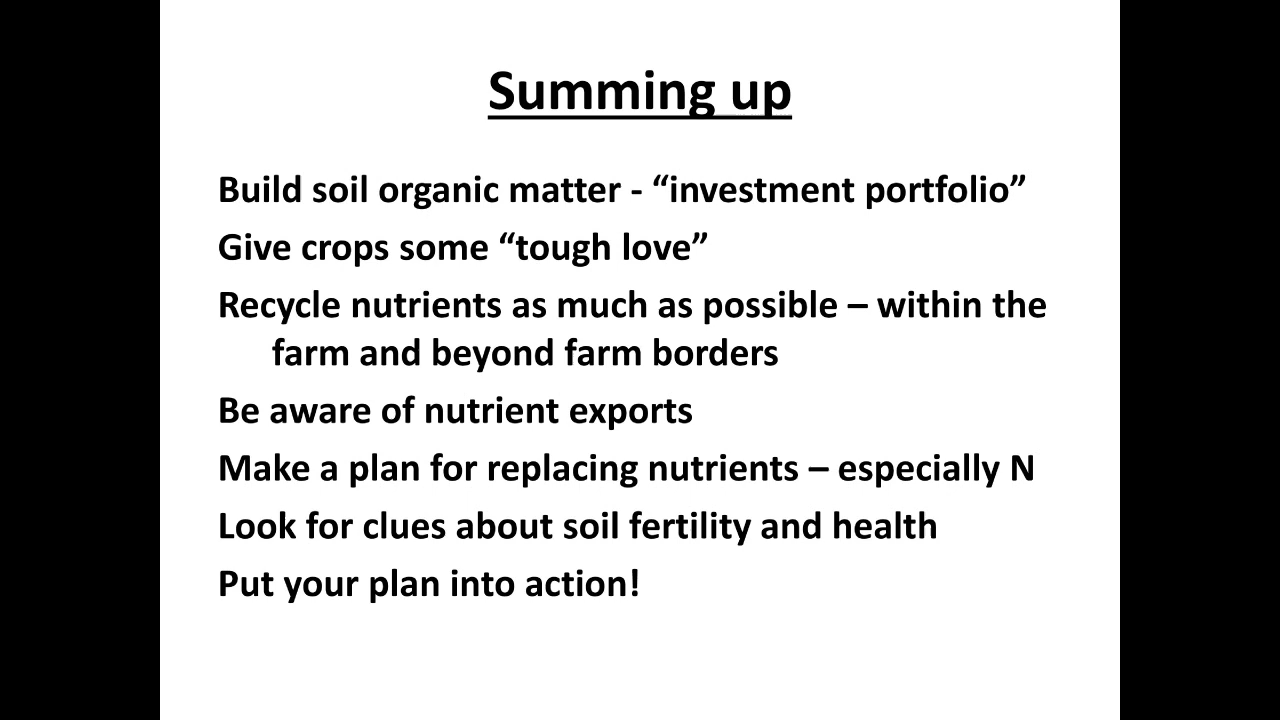 Summing up
Build soil organic matter - “investment portfolio”
Give crops some “tough love”
Recycle nutrients as much as possible – within the
farm and beyond farm borders
Be aware of nutrient exports
Make a plan for replacing nutrients – especially N
Look for clues about soil fertility and health
Put your plan into action!